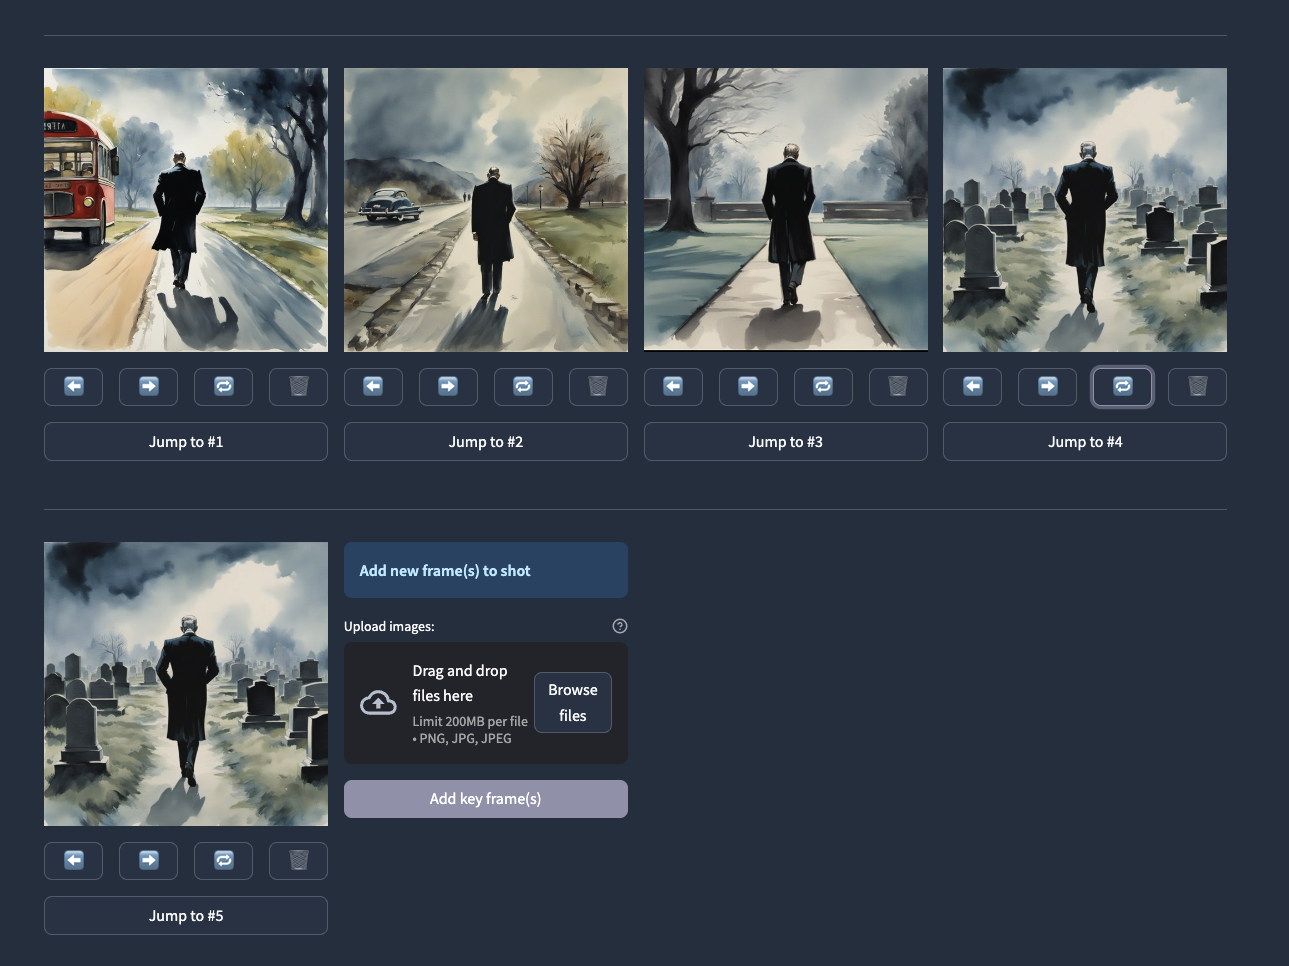 Jump to #1
Jump to #2
Jump to #3
Jump to #4
Add new frame(s) to shot
Upload images:
Drag and drop
files here
Limit 200MB per file
• PNG, JPG, JPEG
Browse
files
Add key frame(s)
Jump to #5